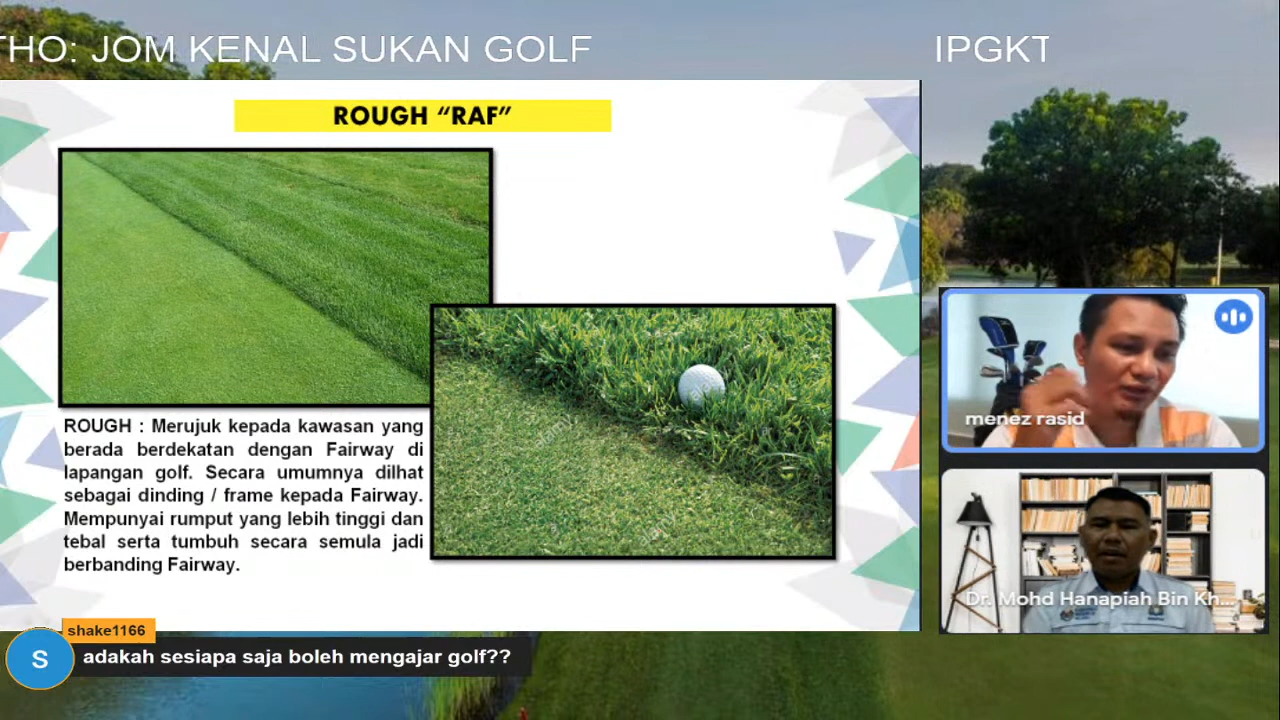 THO: JOM KENAL SUKAN GOLF
IPGKT
ROUGH “RAF”
ROUGH : Merujuk kepada kawasan yang
berada berdekatan dengan Fairway di
lapangan golf. Secara umumnya dilhat
sebagai dinding / frame kepada Fairway.
Mempunyai rumput yang lebih tinggi dan
tebal serta tumbuh secara semula jadi
berbanding Fairway.
menez rasid
Dr. Mohd Hanapiah Bin Kh...
shake1166
S
adakah sesiapa saja boleh mengajar golf??